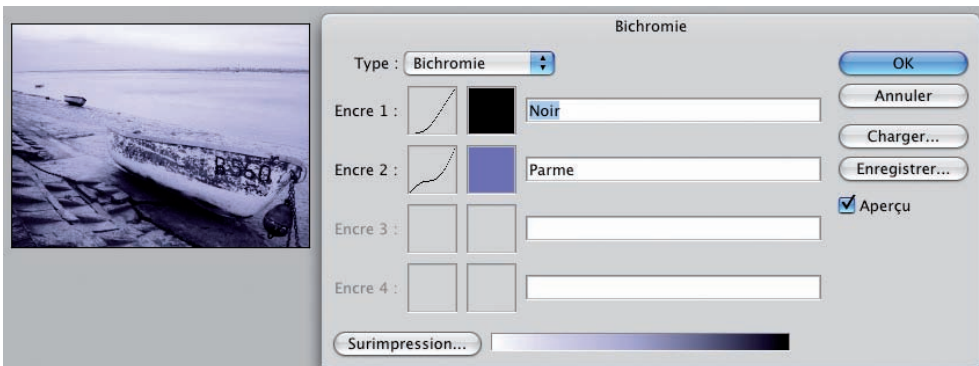 Bichromie
Type : Bichromie
OK
Annuler
Encre 1 :
Noir
Charger...
Encre 2 :
Parme
Enregistrer...
Aperçu
Encre 3 :
Encre 4 :
Surimpression...
B 560